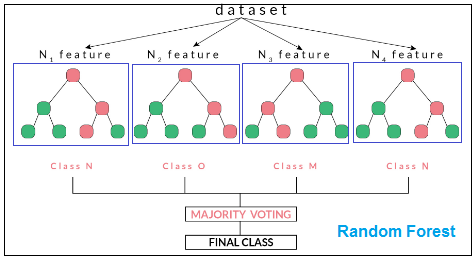 dataset
N1 feature
N2 feature
N3 feature
N4 feature
Class N
Class O
Class M
Class N
MAJORITY VOTING
FINAL CLASS
Random Forest